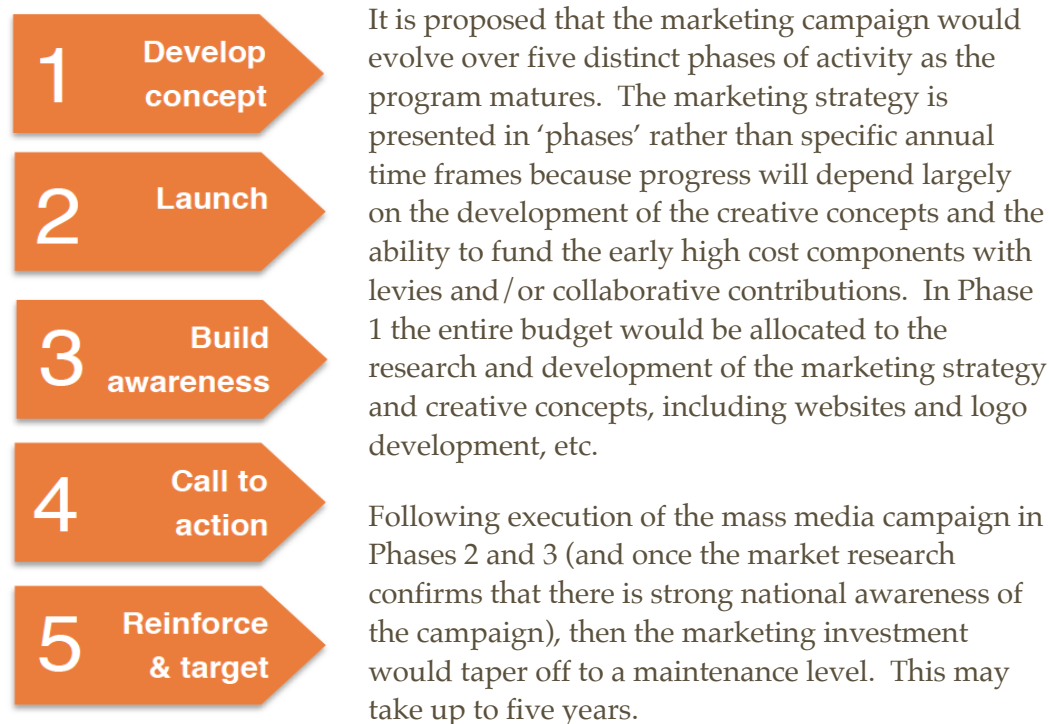 1
Develop
concept
2
Launch
3
Build
awareness
4
Call to
action
5
Reinforce
& target
It is proposed that the marketing campaign would
evolve over five distinct phases of activity as the
program matures.  The marketing strategy is
presented in ‘phases’ rather than specific annual
time frames because progress will depend largely
on the development of the creative concepts and the
ability to fund the early high cost components with
levies and/or collaborative contributions.  In Phase
1 the entire budget would be allocated to the
research and development of the marketing strategy
and creative concepts, including websites and logo
development, etc.
Following execution of the mass media campaign in
Phases 2 and 3 (and once the market research
confirms that there is strong national awareness of
the campaign), then the marketing investment
would taper off to a maintenance level.  This may
take up to five years.